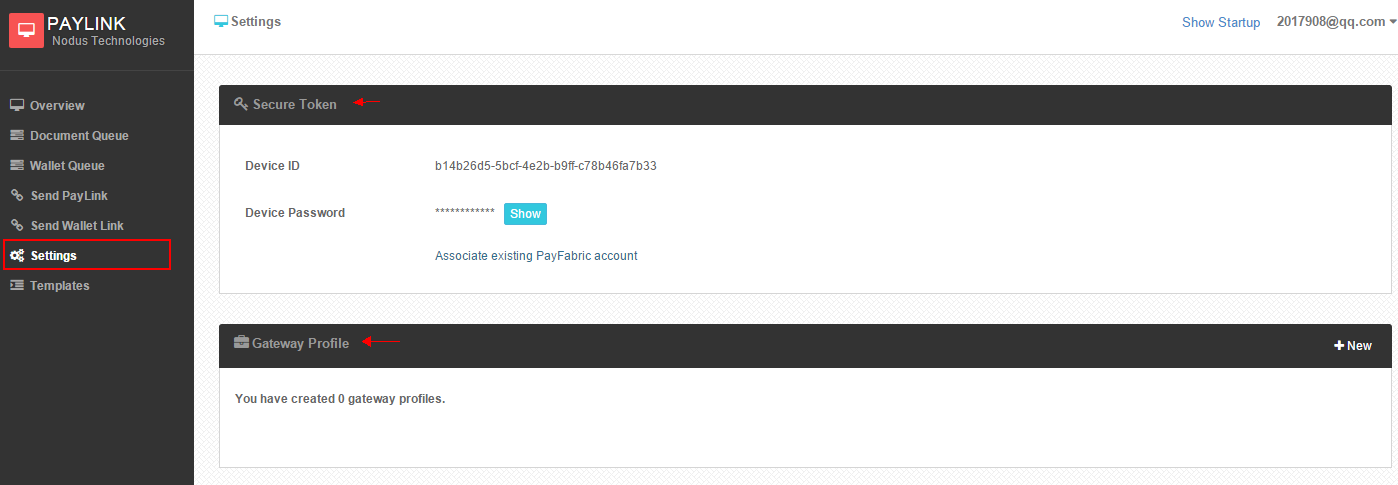 PAYLINK
Nodus Technologies
Overview
Document Queue
Wallet Queue
Send PayLink
Send Wallet Link
Settings
Templates
Settings
Show Startup 2017908@qq.com
Secure Token
Device ID b14b26d5-5bcf-4e2b-b9ff-c78b46fa7b33
Device Password ************ Show
Associate existing PayFabric account
Gateway Profile
+ New
You have created 0 gateway profiles.